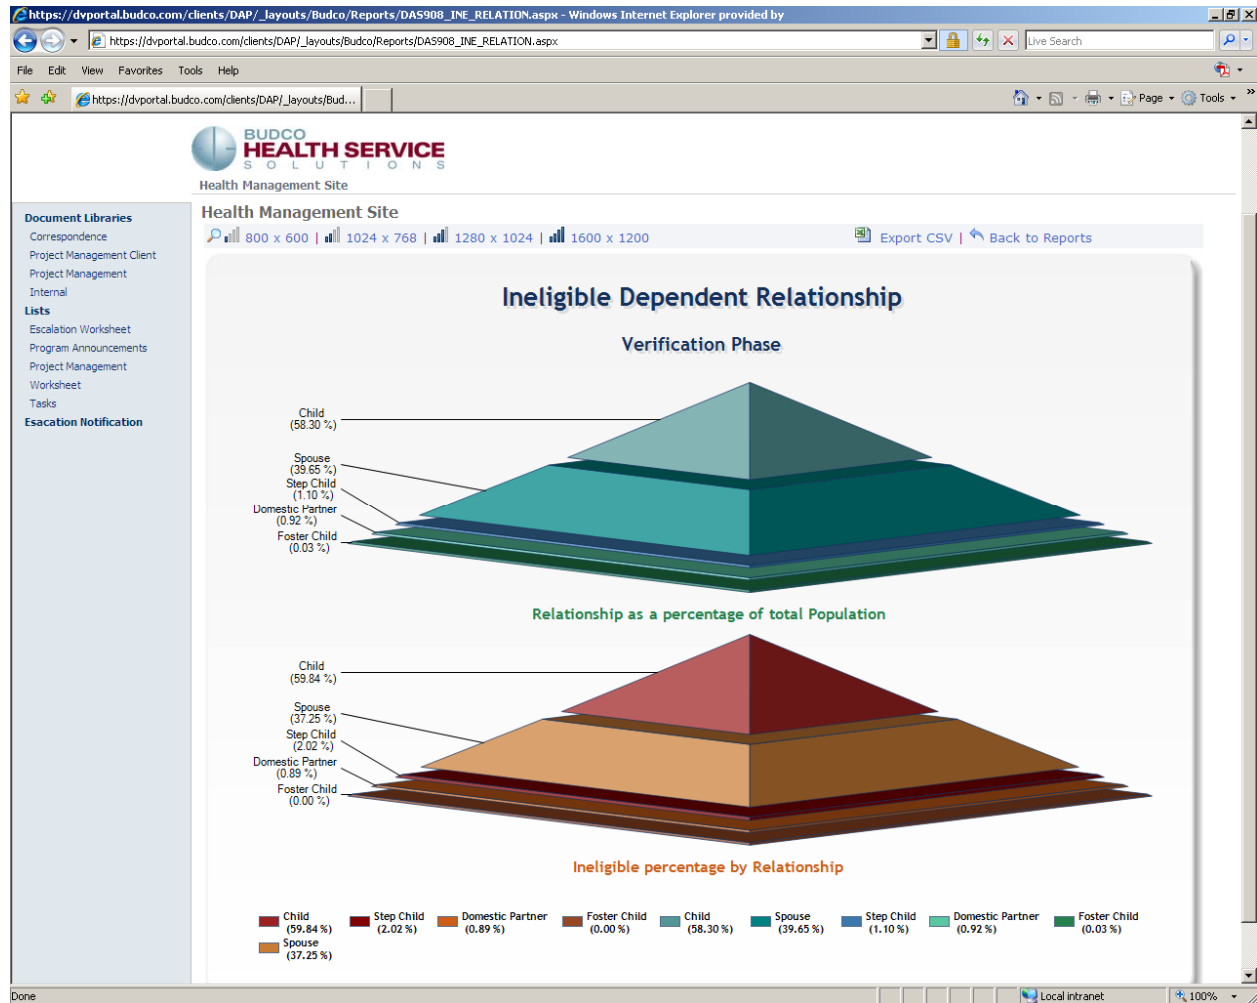 https://dvportal.budco.com/clients/DAP/_layouts/Budco/Reports/DAS908_INE_RELATION.aspx - Windows Internet Explorer provided by
https://dvportal.budco.com/clients/DAP/_layouts/Budco/Reports/DAS908_INE_RELATION.aspx
Live Search
File Edit View Favorites Tools Help
https://dvportal.budco.com/clients/DAP/_layouts/Bud...
Page Tools »
BUDCO
HEALTH SERVICE
SOLUTIONS
Health Management Site
Document Libraries
Correspondence
Project Management Client
Project Management
Internal
Lists
Escalation Worksheet
Program Announcements
Project Management
Worksheet
Tasks
Esacation Notification
Health Management Site
800 x 600 | 1024 x 768 | 1280 x 1024 | 1600 x 1200
Export CSV | Back to Reports
Ineligible Dependent Relationship
Verification Phase
Child
(58.30 %)
Spouse
(39.65 %)
Step Child
(1.10 %)
Domestic Partner
(0.92 %)
Foster Child
(0.03 %)
Relationship as a percentage of total Population
Child
(59.84 %)
Spouse
(37.25 %)
Step Child
(2.02 %)
Domestic Partner
(0.89 %)
Foster Child
(0.00 %)
Ineligible percentage by Relationship
Child Step Child Domestic Partner Foster Child Child Spouse Step Child Domestic Partner Foster Child
(59.84 %) (2.02 %) (0.89 %) (0.00 %) (58.30 %) (39.65 %) (1.10 %) (0.92 %) (0.03 %)
Spouse
(37.25 %)
Done
Local intranet
100%